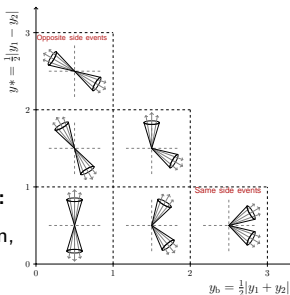 y* = ½|y₁ − y₂|
3
Opposite side events
2
1
Same side events
:
n,
0
0
1
2
3
y_b = ½|y₁ + y₂|